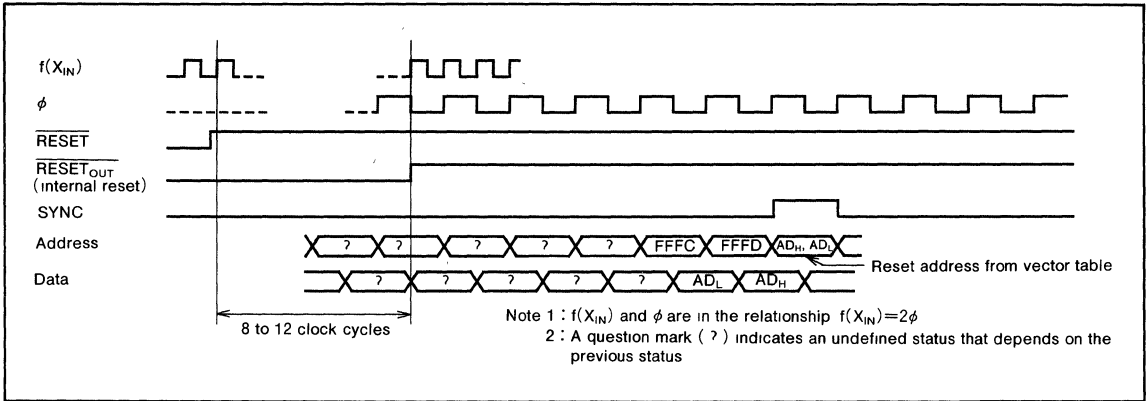 f(X_IN)
ϕ
RESET
RESET_OUT
(internal reset)
SYNC
Address
? ? ? ? ? FFFC FFFD AD_H, AD_L
Reset address from vector table
Data
? ? ? ? ? AD_L AD_H
8 to 12 clock cycles
Note 1 : f(X_IN) and ϕ are in the relationship f(X_IN)=2ϕ
2 : A question mark ( ? ) indicates an undefined status that depends on the
previous status